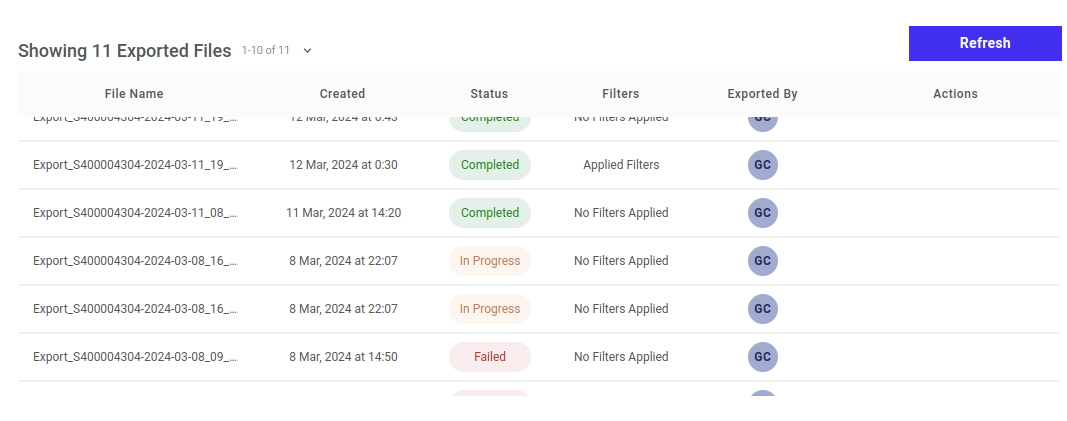 Showing 11 Exported Files 1-10 of 11
Refresh
File Name Created Status Filters Exported By Actions
Export_S400004304-2024-03-11_19_... 12 Mar, 2024 at 0:43 Completed No Filters Applied GC
Export_S400004304-2024-03-11_19_... 12 Mar, 2024 at 0:30 Completed Applied Filters GC
Export_S400004304-2024-03-11_08_... 11 Mar, 2024 at 14:20 Completed No Filters Applied GC
Export_S400004304-2024-03-08_16_... 8 Mar, 2024 at 22:07 In Progress No Filters Applied GC
Export_S400004304-2024-03-08_16_... 8 Mar, 2024 at 22:07 In Progress No Filters Applied GC
Export_S400004304-2024-03-08_09_... 8 Mar, 2024 at 14:50 Failed No Filters Applied GC